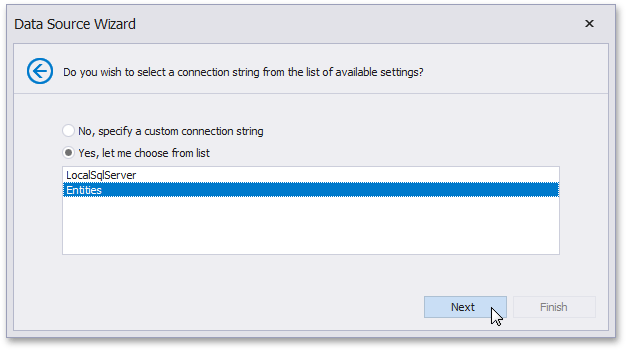 Data Source Wizard
Do you wish to select a connection string from the list of available settings?
No, specify a custom connection string
Yes, let me choose from list
LocalSqlServer
Entities
Next Finish